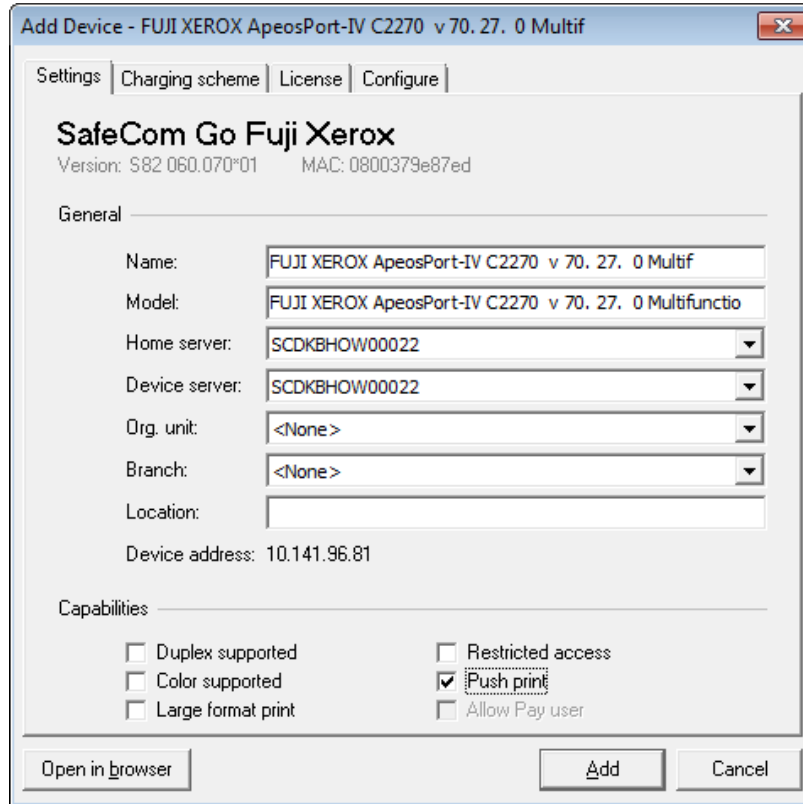 Add Device - FUJI XEROX ApeosPort-IV C2270 v 70. 27. 0 Multif
Settings Charging scheme License Configure
SafeCom Go Fuji Xerox
Version: S82 060.070*01 MAC: 0800379e87ed
General
Name: FUJI XEROX ApeosPort-IV C2270 v 70. 27. 0 Multif
Model: FUJI XEROX ApeosPort-IV C2270 v 70. 27. 0 Multifunctio
Home server: SCDKBHOW00022
Device server: SCDKBHOW00022
Org. unit: <None>
Branch: <None>
Location:
Device address: 10.141.96.81
Capabilities
Duplex supported Restricted access
Color supported Push print
Large format print Allow Pay user
Open in browser Add Cancel